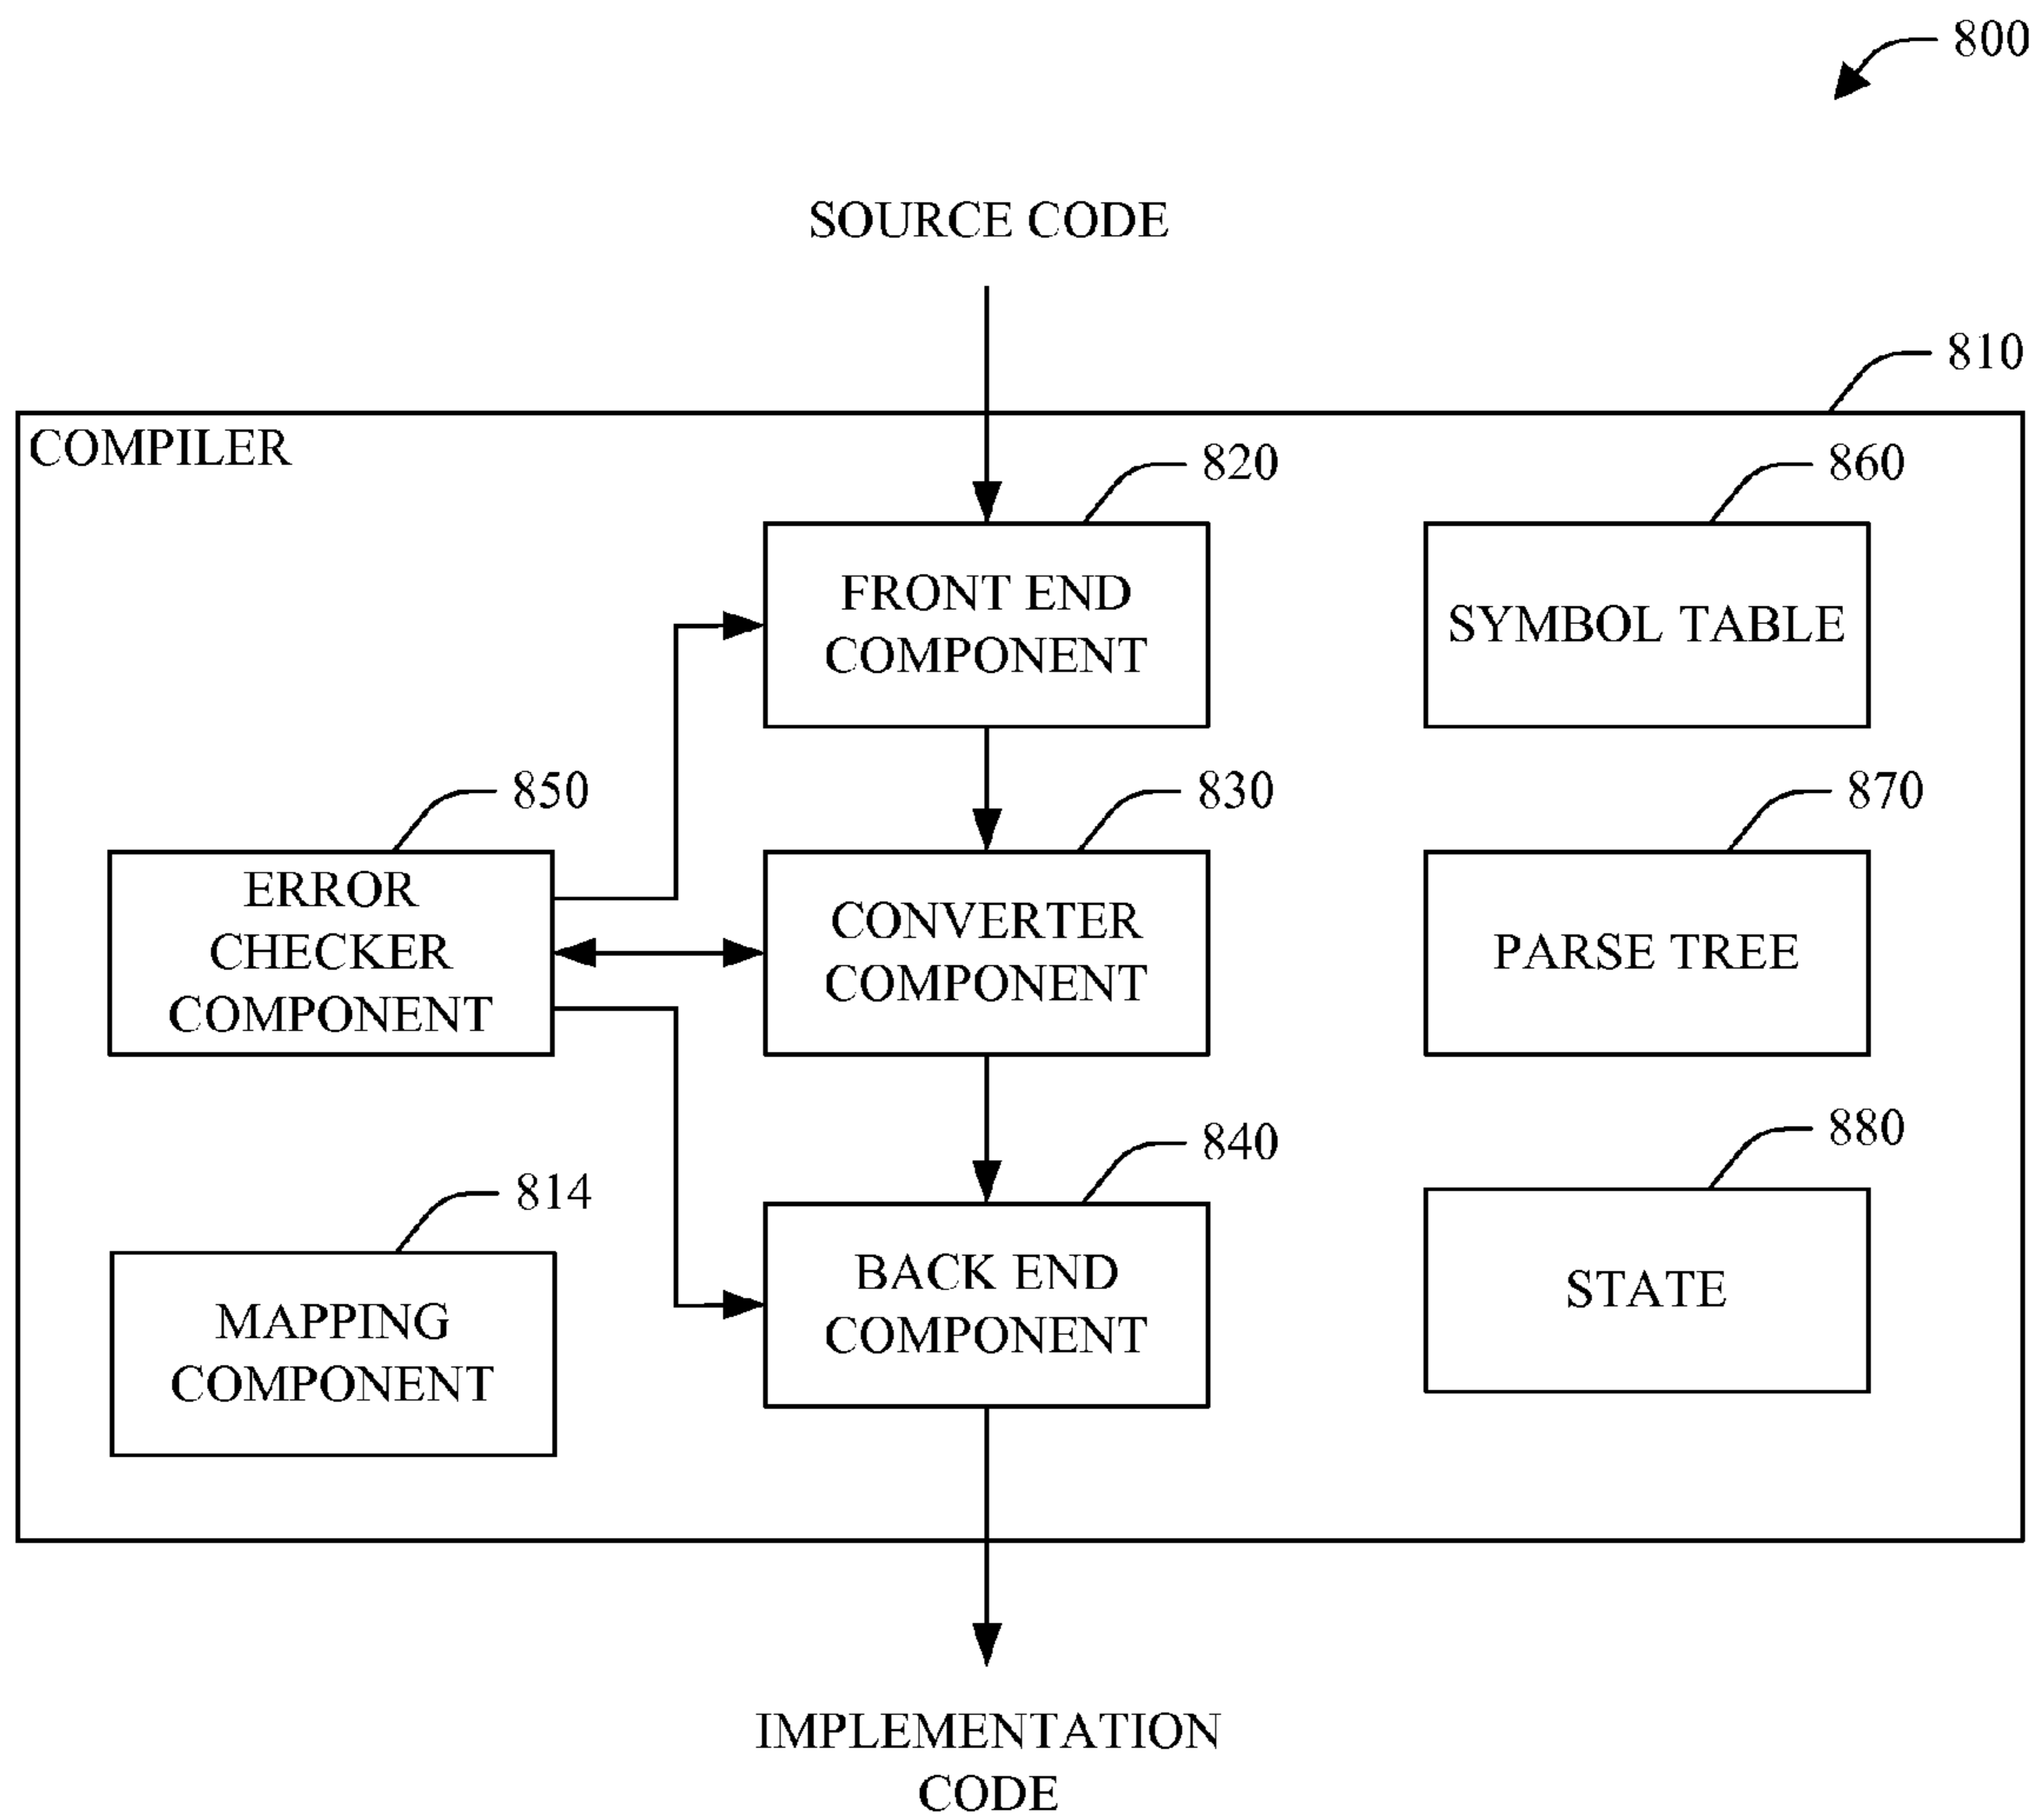 800
SOURCE CODE
810
COMPILER
820
860
FRONT END
COMPONENT
SYMBOL TABLE
850
830
870
ERROR
CHECKER
COMPONENT
CONVERTER
COMPONENT
PARSE TREE
814
840
880
MAPPING
COMPONENT
BACK END
COMPONENT
STATE
IMPLEMENTATION
CODE